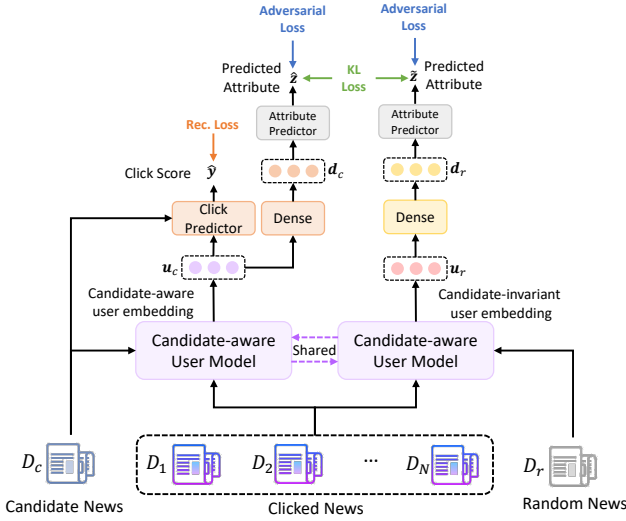 Adversarial
Loss
Adversarial
Loss
Predicted
Attribute
ẑ
KL
Loss
z̃
Predicted
Attribute
Attribute
Predictor
Attribute
Predictor
Rec. Loss
Click Score
ŷ
d_c
d_r
Click
Predictor
Dense
Dense
u_c
u_r
Candidate-aware
user embedding
Candidate-invariant
user embedding
Candidate-aware
User Model
Shared
Candidate-aware
User Model
D_c
D_1
D_2
...
D_N
D_r
Candidate News
Clicked News
Random News